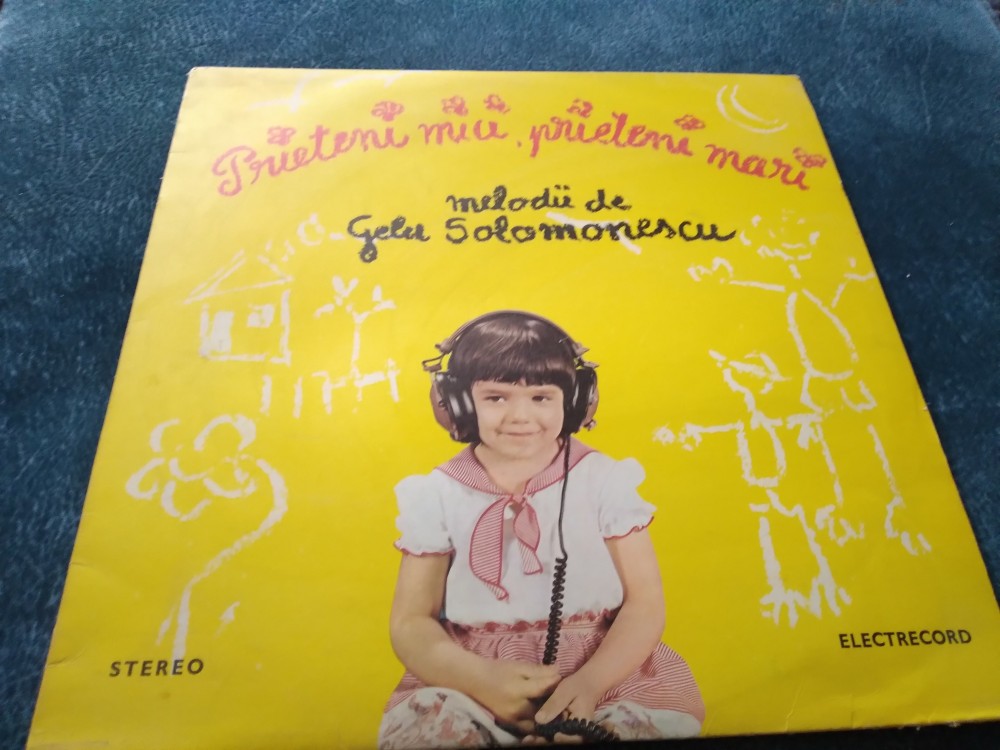 Prieteni mici, prieteni mari
melodii de
Gelu Solomonescu
STEREO
ELECTRECORD